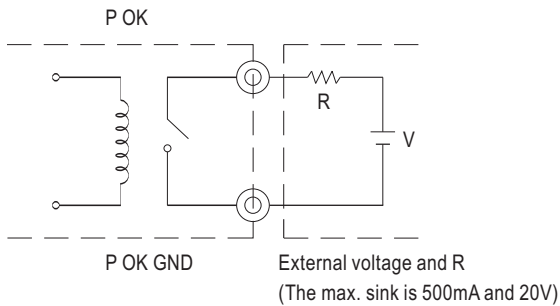 P OK
R
V
P OK GND
External voltage and R
(The max. sink is 500mA and 20V)